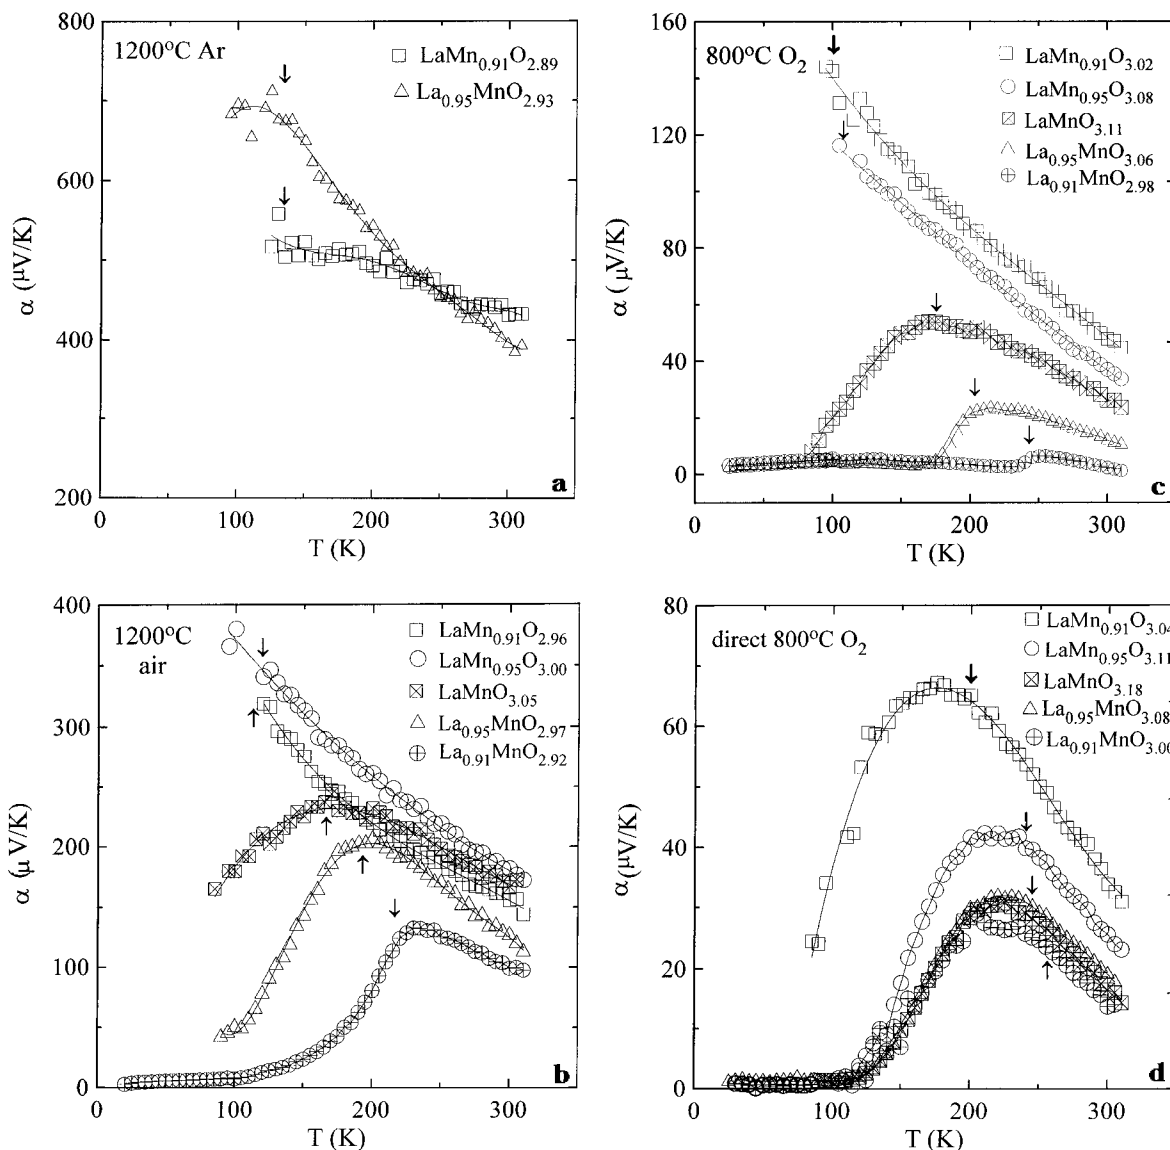 800
600
400
200
0
100
200
300
α (μV/K)
T (K)
1200°C Ar
LaMn0.91O2.89
La0.95MnO2.93
a
160
120
80
40
0
0
100
200
300
α ( μV/K)
T (K)
800°C O2
LaMn0.91O3.02
LaMn0.95O3.08
LaMnO3.11
La0.95MnO3.06
La0.91MnO2.98
c
400
300
200
100
0
0
100
200
300
α (μ V/K)
T (K)
1200°C
air
LaMn0.91O2.96
LaMn0.95O3.00
LaMnO3.05
La0.95MnO2.97
La0.91MnO2.92
b
80
60
40
20
0
0
100
200
300
α(μV/K)
T (K)
direct 800°C O2
LaMn0.91O3.04
LaMn0.95O3.11
LaMnO3.18
La0.95MnO3.08
La0.91MnO3.00
d